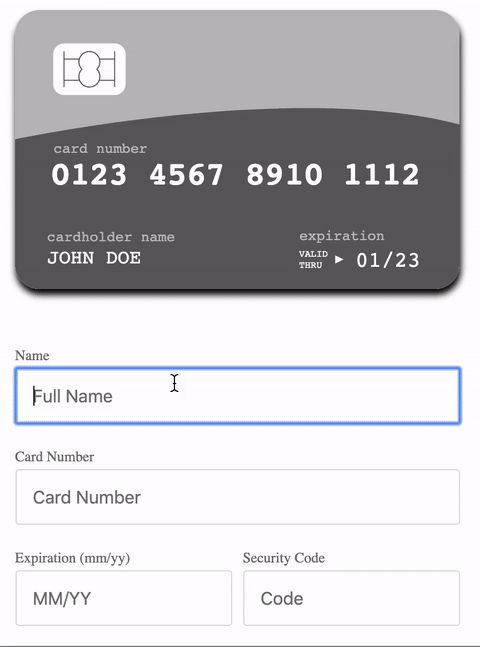 card number
0123 4567 8910 1112
cardholder name
expiration
JOHN DOE
VALID
THRU
01/23
Name
Full Name
Card Number
Card Number
Expiration (mm/yy)
Security Code
MM/YY
Code